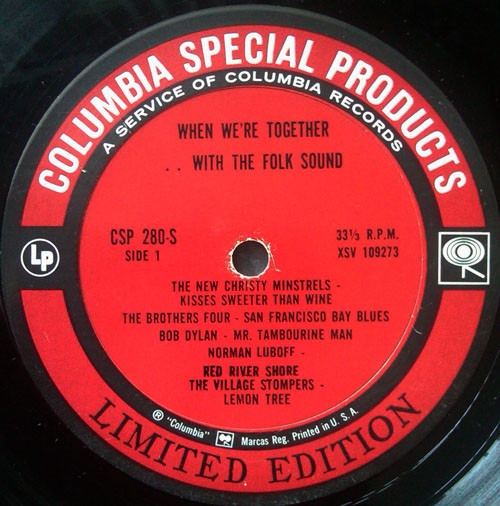 COLUMBIA SPECIAL PRODUCTS
A SERVICE OF COLUMBIA RECORDS
WHEN WE'RE TOGETHER
. . WITH THE FOLK SOUND
CSP 280-S
SIDE 1
33⅓ R.P.M.
XSV 109273
LP
THE NEW CHRISTY MINSTRELS -
KISSES SWEETER THAN WINE
THE BROTHERS FOUR - SAN FRANCISCO BAY BLUES
BOB DYLAN - MR. TAMBOURINE MAN
NORMAN LUBOFF -
RED RIVER SHORE
THE VILLAGE STOMPERS -
LEMON TREE
® "Columbia" Marcas Reg. Printed in U. S. A.
LIMITED EDITION